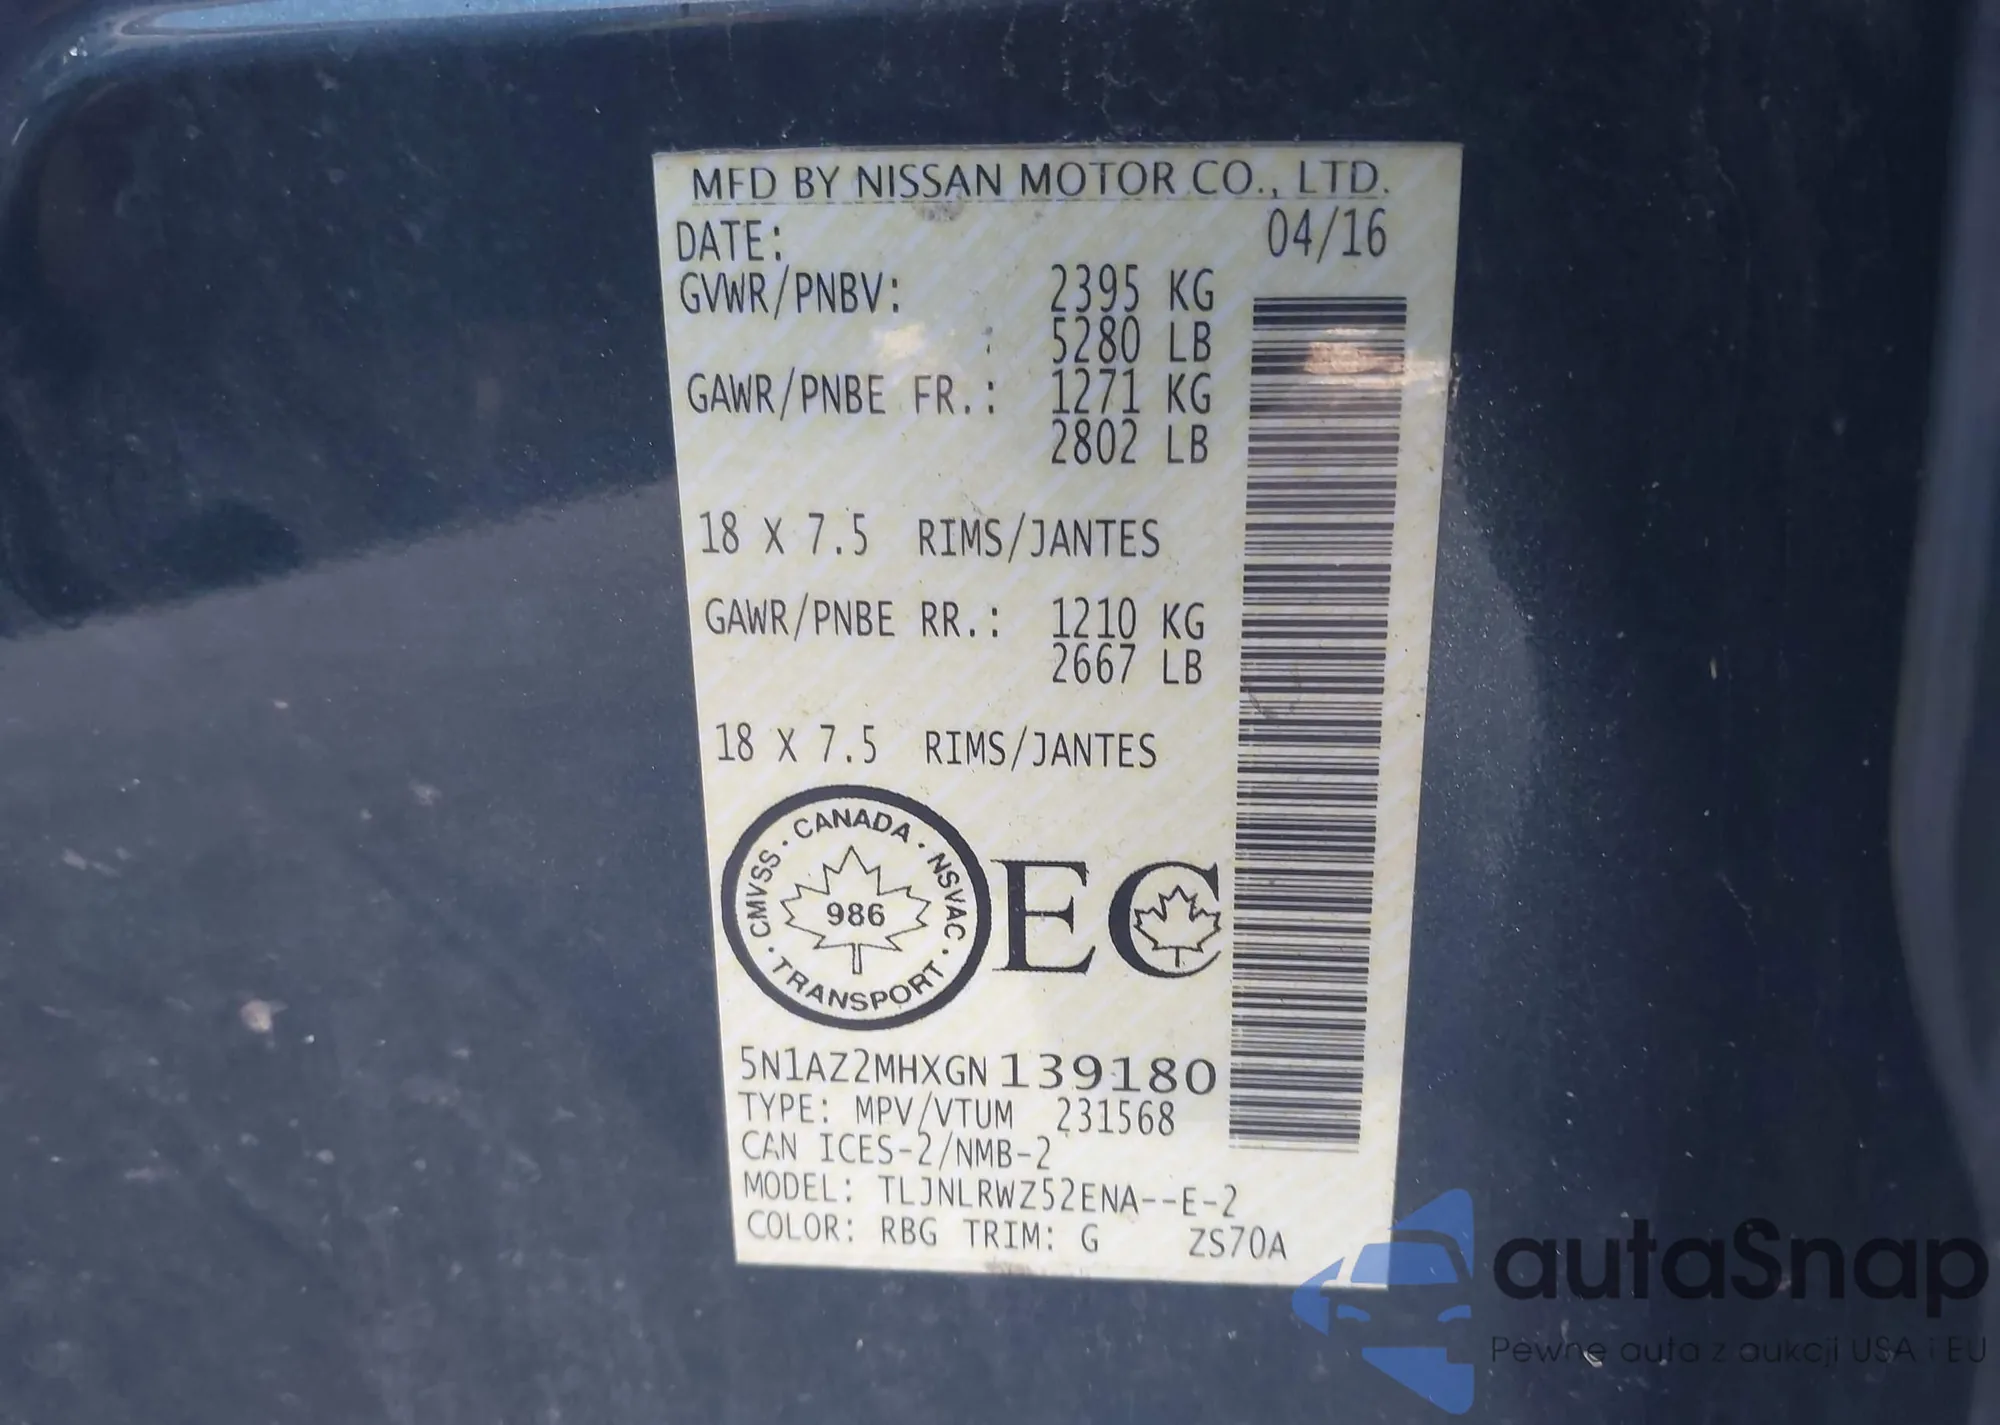 MFD BY NISSAN MOTOR CO., LTD.
DATE: 04/16
GVWR/PNBV: 2395 KG
: 5280 LB
GAWR/PNBE FR.: 1271 KG
2802 LB
18 X 7.5 RIMS/JANTES
GAWR/PNBE RR.: 1210 KG
2667 LB
18 X 7.5 RIMS/JANTES
CMVSS · CANADA · NSVAC · TRANSPORT ·
986
EC
5N1AZ2MHXGN139180
TYPE: MPV/VTUM 231568
CAN ICES-2/NMB-2
MODEL: TLJNLRWZ52ENA--E-2
COLOR: RBG TRIM: G ZS70A
autaSnap
Pewne auta z aukcji USA i EU